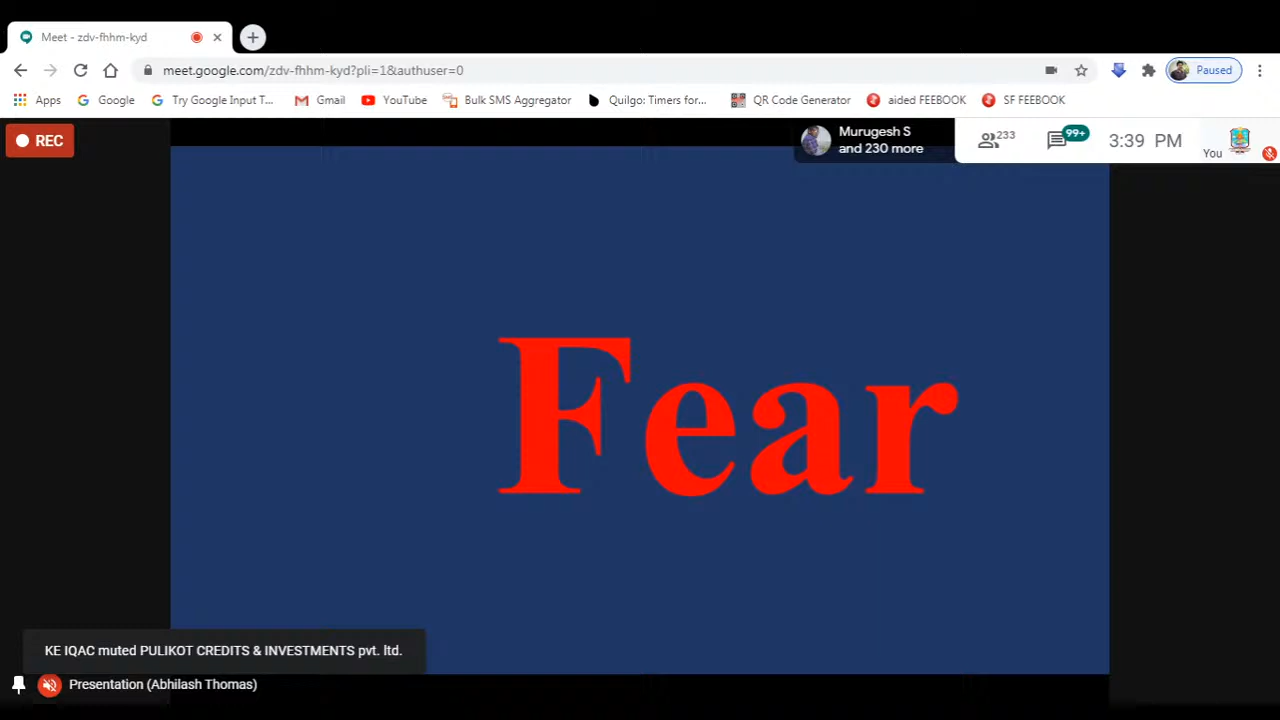 Meet - zdv-fhhm-kyd
meet.google.com/zdv-fhhm-kyd?pli=1&authuser=0
Paused
Apps
Google
Try Google Input T...
Gmail
YouTube
Bulk SMS Aggregator
Quilgo: Timers for...
QR Code Generator
aided FEEBOOK
SF FEEBOOK
REC
Murugesh S
and 230 more
233
99+
3:39 PM
You
Fear
KE IQAC muted PULIKOT CREDITS & INVESTMENTS pvt. ltd.
Presentation (Abhilash Thomas)